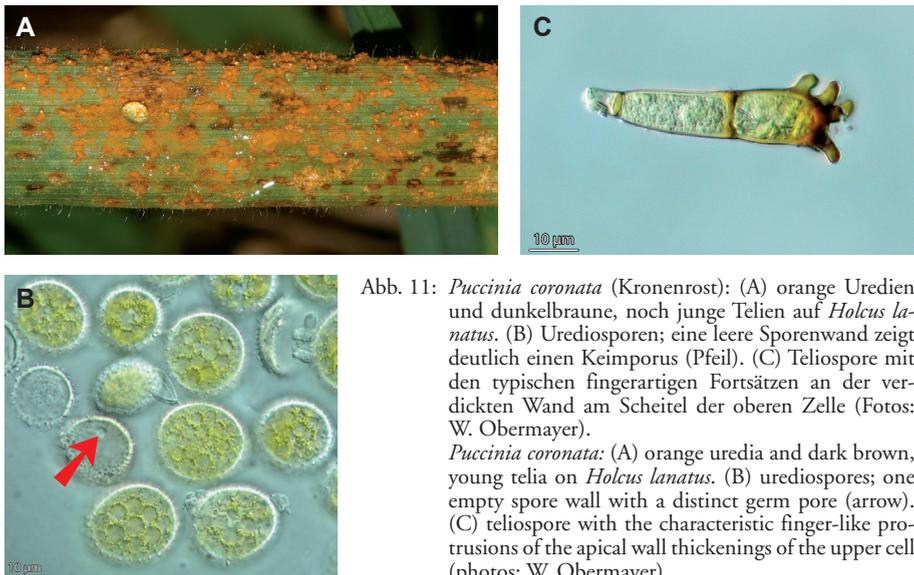 A
C
10 µm
B
10 µm
Abb. 11: Puccinia coronata (Kronenrost): (A) orange Uredien
und dunkelbraune, noch junge Telien auf Holcus la-
natus. (B) Urediosporen; eine leere Sporenwand zeigt
deutlich einen Keimporus (Pfeil). (C) Teliospore mit
den typischen fingerartigen Fortsätzen an der ver-
dickten Wand am Scheitel der oberen Zelle (Fotos:
W. Obermayer).
Puccinia coronata: (A) orange uredia and dark brown,
young telia on Holcus lanatus. (B) urediospores; one
empty spore wall with a distinct germ pore (arrow).
(C) teliospore with the characteristic finger-like pro-
trusions of the apical wall thickenings of the upper cell
(photos: W. Obermayer)